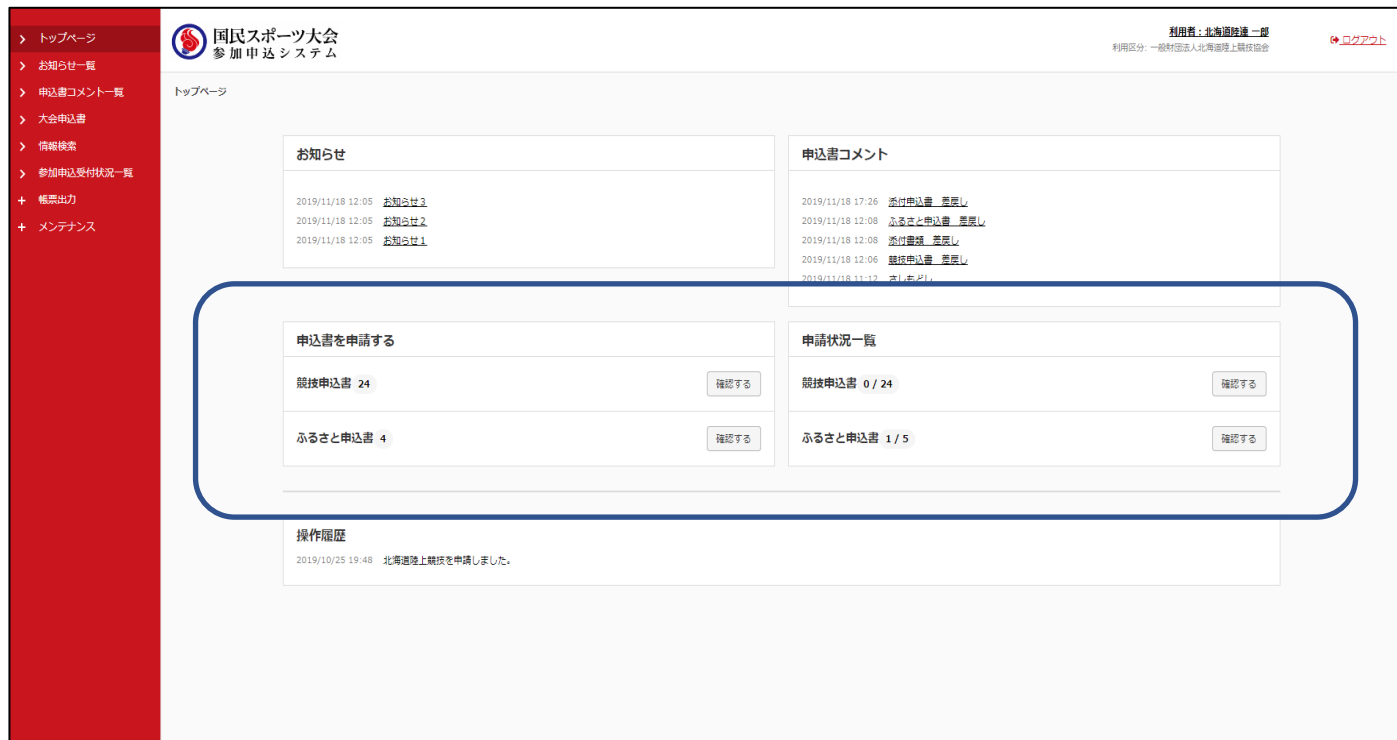 トップページ
お知らせ一覧
申込書コメント一覧
大会申込書
情報検索
参加申込受付状況一覧
帳票出力
メンテナンス
国民スポーツ大会
参加申込システム
利用者：北海道陸連 一郎
利用区分: 一般財団法人北海道陸上競技協会
ログアウト
トップページ
お知らせ
2019/11/18 12:05 お知らせ３
2019/11/18 12:05 お知らせ２
2019/11/18 12:05 お知らせ１
申込書コメント
2019/11/18 17:26 添付申込書　差戻し
2019/11/18 12:08 ふるさと申込書　差戻し
2019/11/18 12:08 添付書類　差戻し
2019/11/18 12:06 競技申込書　差戻し
2019/11/18 11:12 さしもどし
申込書を申請する
競技申込書 24 確認する
ふるさと申込書 4 確認する
申請状況一覧
競技申込書 0 / 24 確認する
ふるさと申込書 1 / 5 確認する
操作履歴
2019/10/25 19:48 北海道陸上競技を申請しました。